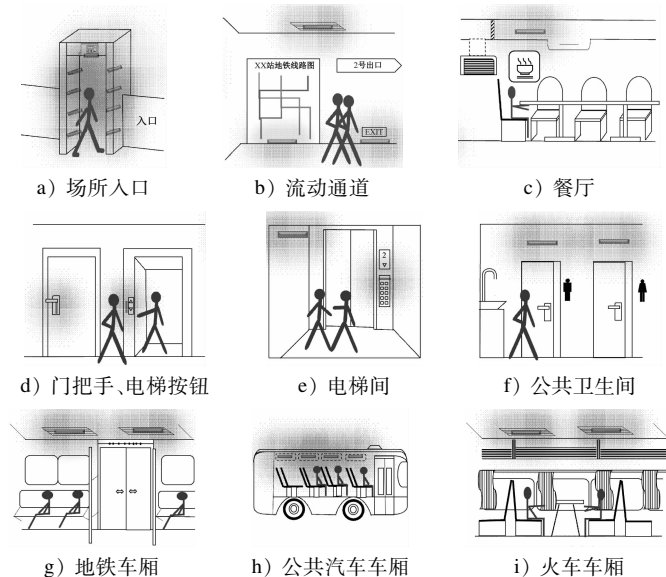 入口
a）场所入口
XX站地铁线路图
2号出口
EXIT
b）流动通道
c）餐厅
d）门把手、电梯按钮
2
e）电梯间
f）公共卫生间
g）地铁车厢
h）公共汽车车厢
i）火车车厢